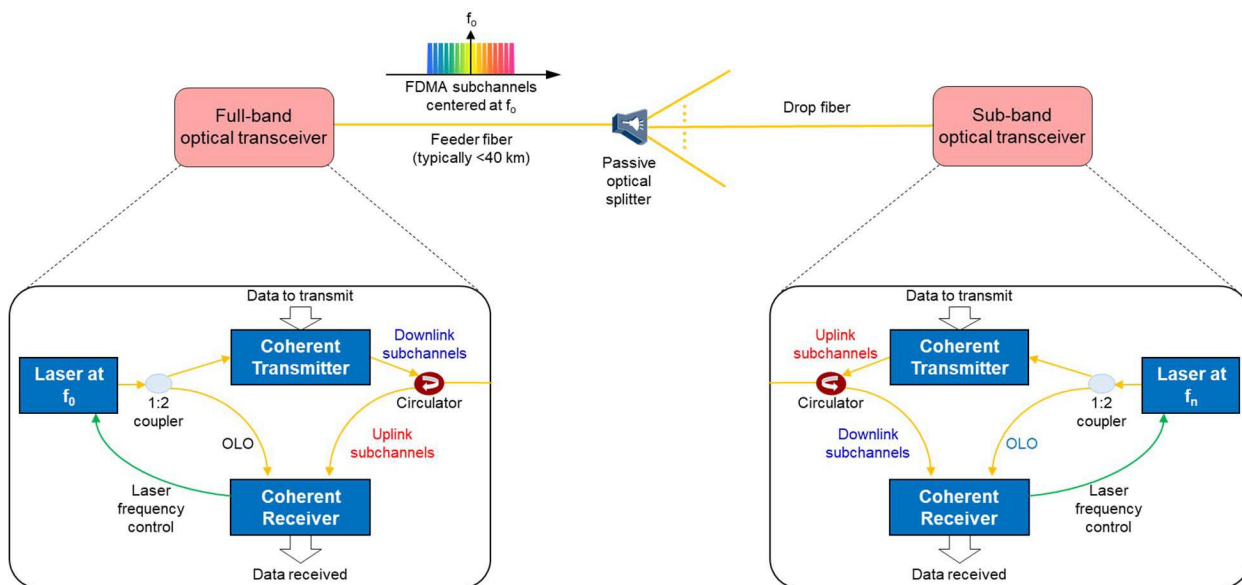 f₀
FDMA subchannels
centered at f₀
Full-band
optical transceiver
Feeder fiber
(typically <40 km)
Passive
optical
splitter
Drop fiber
Sub-band
optical transceiver
Data to transmit
Coherent
Transmitter
Downlink
subchannels
Laser at
f₀
1:2
coupler
Circulator
OLO
Uplink
subchannels
Laser
frequency
control
Coherent
Receiver
Data received
Data to transmit
Uplink
subchannels
Coherent
Transmitter
Laser at
fₙ
Circulator
1:2
coupler
Downlink
subchannels
OLO
Coherent
Receiver
Laser
frequency
control
Data received